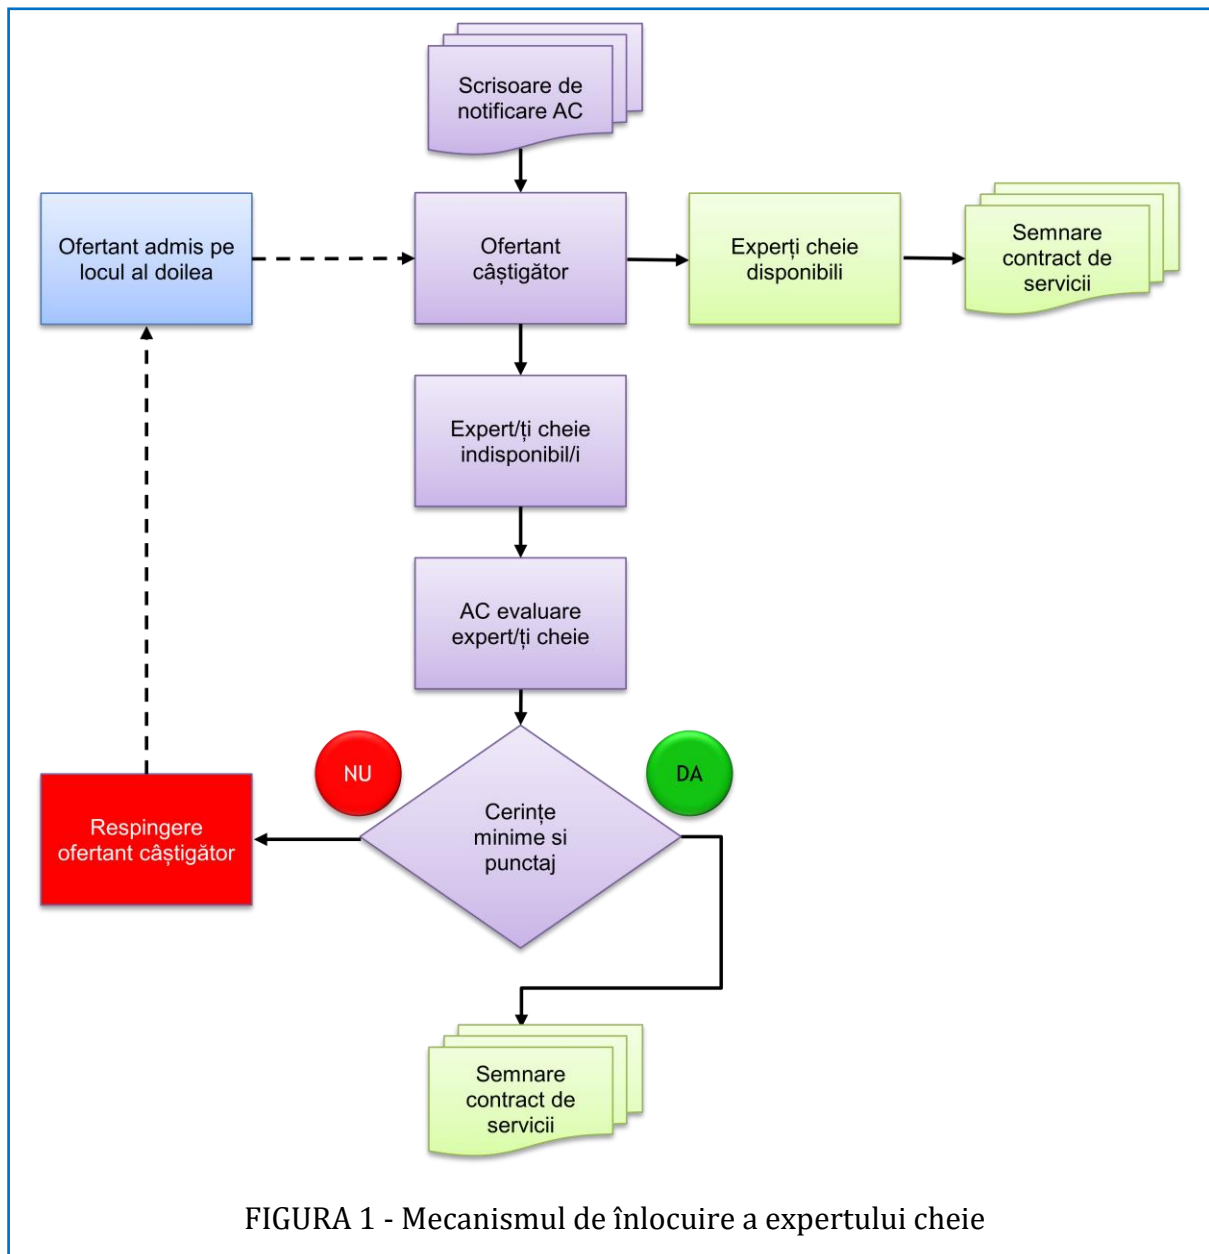 Scrisoare de
notificare AC
Ofertant admis pe
locul al doilea
Ofertant
câștigător
Experți cheie
disponibili
Semnare
contract de
servicii
Expert/ți cheie
indisponibil/i
AC evaluare
expert/ți cheie
NU
DA
Respingere
ofertant câștigător
Cerințe
minime si
punctaj
Semnare
contract de
servicii
FIGURA 1 - Mecanismul de înlocuire a expertului cheie